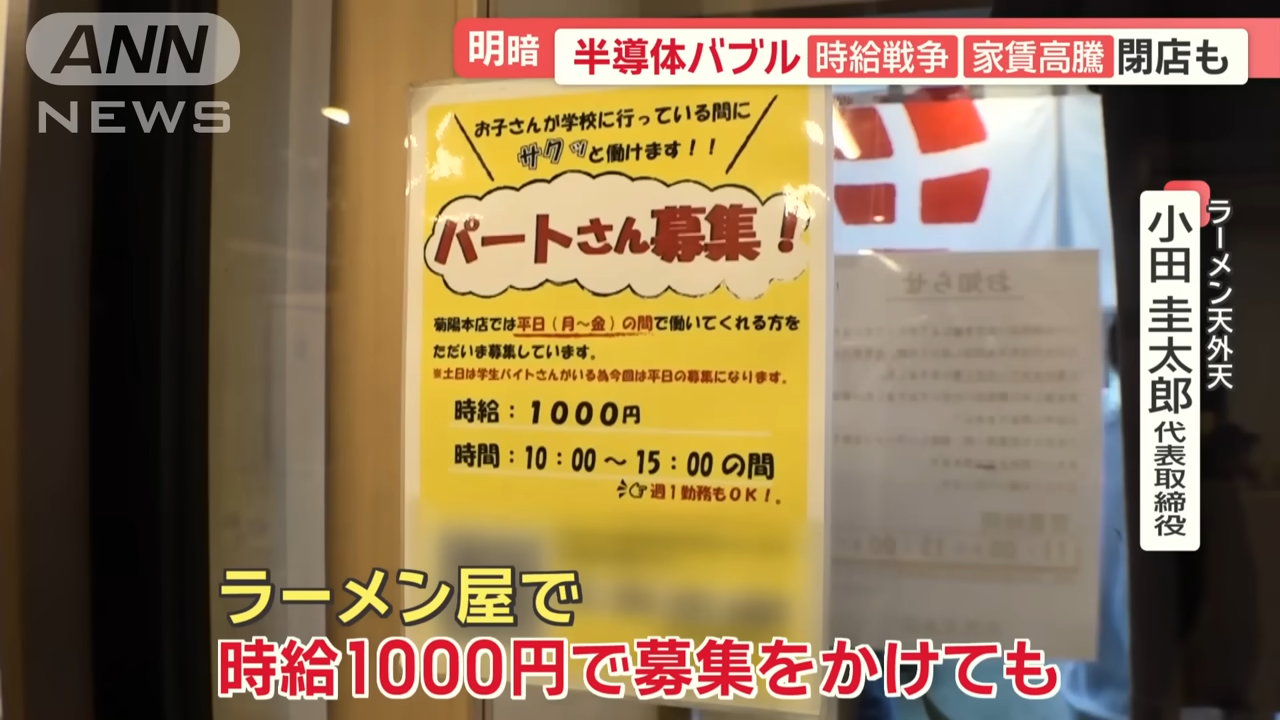 ANN
NEWS
明暗 半導体バブル 時給戦争 家賃高騰 閉店も
お子さんが学校に行っている間に
サクッと働けます！！
パートさん募集！
菊陽本店では平日（月～金）の間で働いてくれる方を
ただいま募集しています。
※土日は学生バイトさんがいる為今回は平日の募集になります。
時給：1000円
時間：10：00～15：00の間
週1勤務もOK！。
お知らせ
ラーメン天外天
小田 圭太郎 代表取締役
ラーメン屋で
時給1000円で募集をかけても